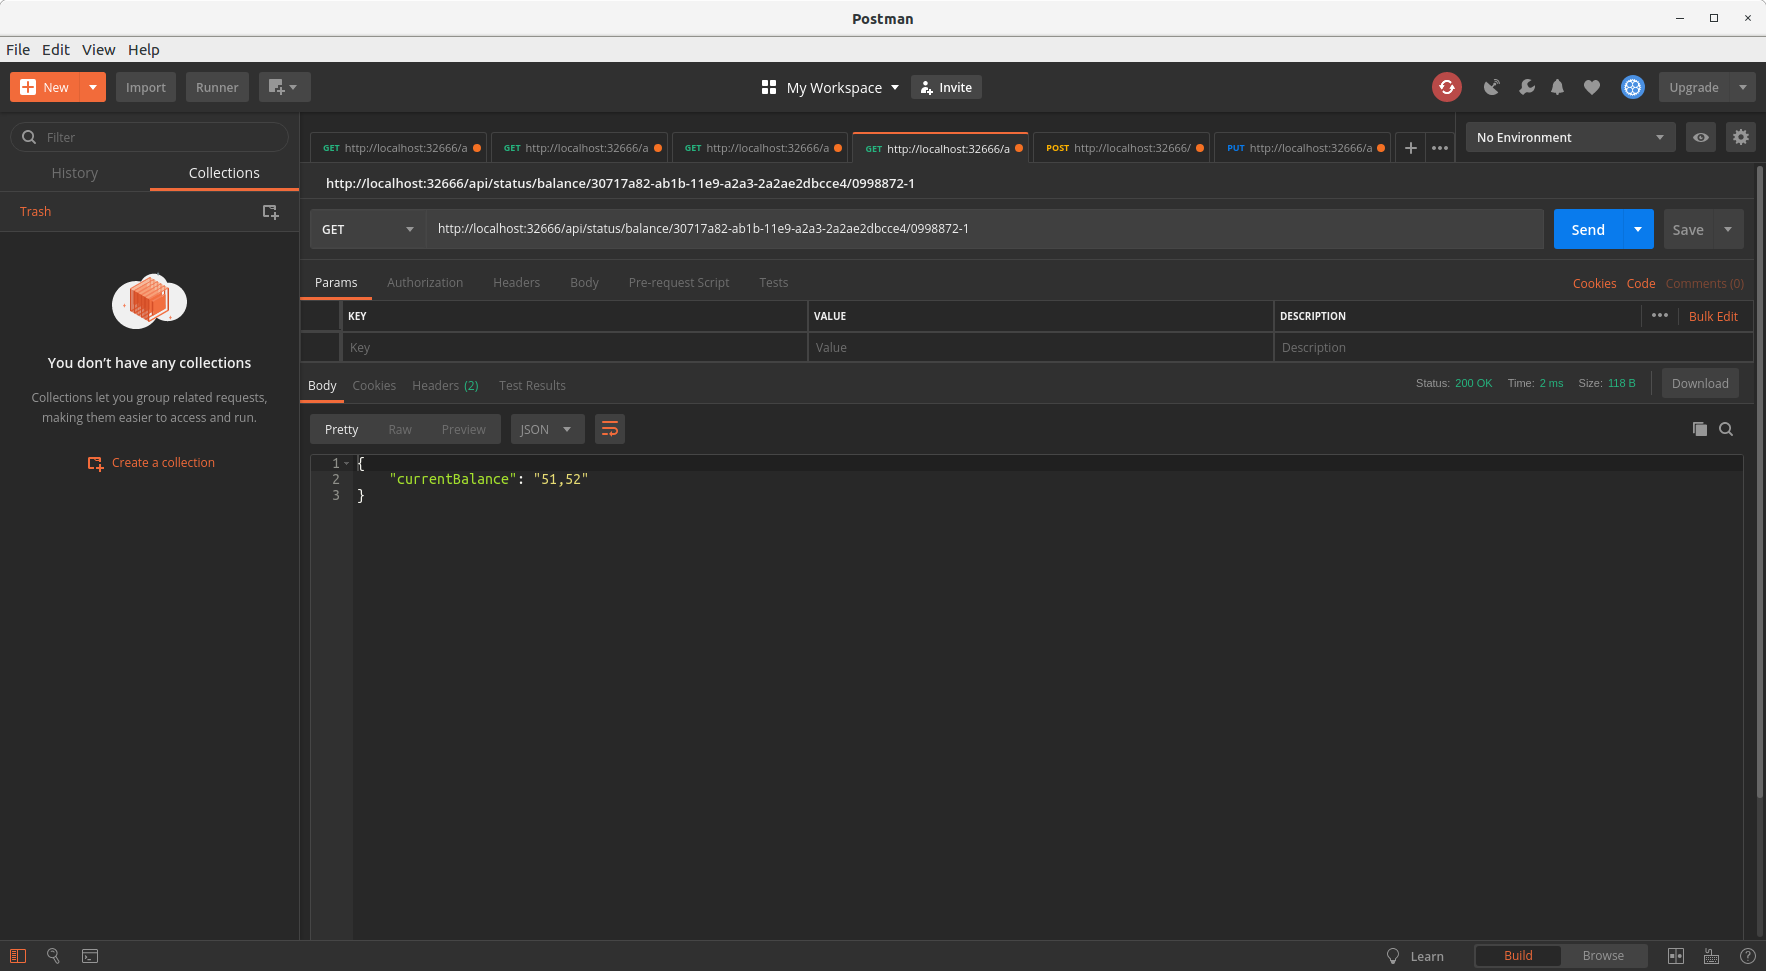 Postman
File Edit View Help
New Import Runner My Workspace Invite Upgrade
Filter
History Collections
Trash
You don’t have any collections
Collections let you group related requests,
making them easier to access and run.
Create a collection
GET http://localhost:32666/a GET http://localhost:32666/a GET http://localhost:32666/a GET http://localhost:32666/a POST http://localhost:32666/ PUT http://localhost:32666/a No Environment
http://localhost:32666/api/status/balance/30717a82-ab1b-11e9-a2a3-2a2ae2dbcce4/0998872-1
GET http://localhost:32666/api/status/balance/30717a82-ab1b-11e9-a2a3-2a2ae2dbcce4/0998872-1 Send Save
Params Authorization Headers Body Pre-request Script Tests Cookies Code Comments (0)
KEY VALUE DESCRIPTION Bulk Edit
Key Value Description
Body Cookies Headers (2) Test Results Status: 200 OK Time: 2 ms Size: 118 B Download
Pretty Raw Preview JSON
1 {
2 "currentBalance": "51,52"
3 }
Learn Build Browse